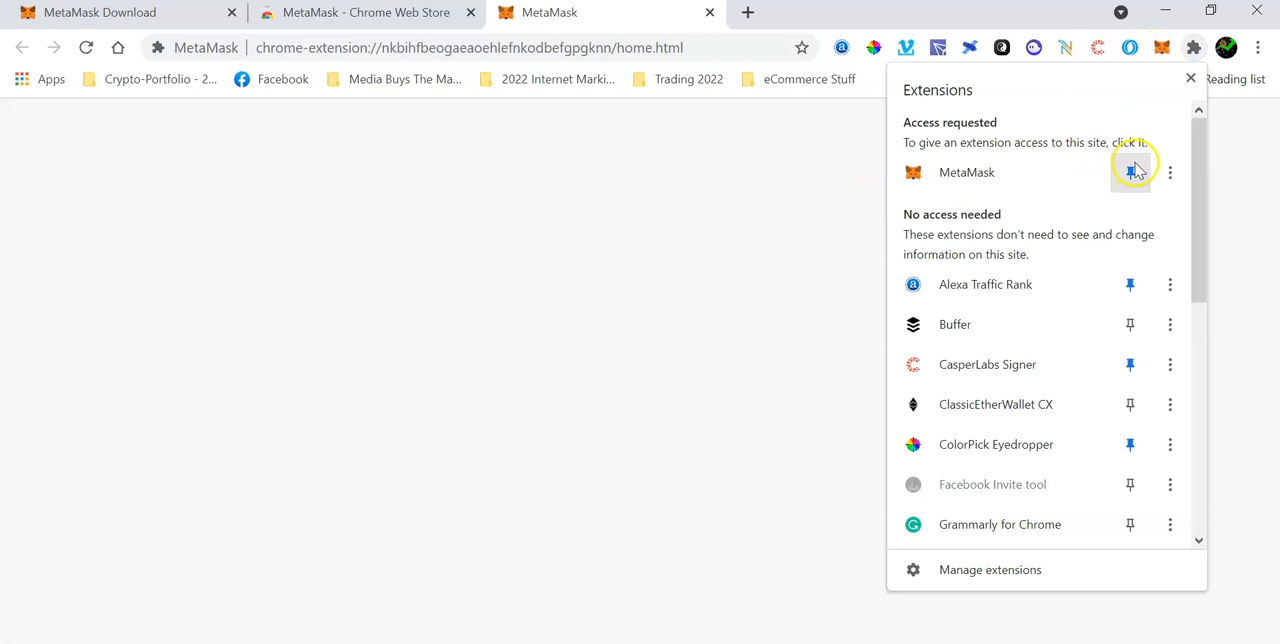 MetaMask Download
MetaMask - Chrome Web Store
MetaMask
MetaMask | chrome-extension://nkbihfbeogaeaoehlefnkodbefgpgknn/home.html
Apps
Crypto-Portfolio - 2...
Facebook
Media Buys The Ma...
2022 Internet Marki...
Trading 2022
eCommerce Stuff
Reading list
Extensions
Access requested
To give an extension access to this site, click it.
MetaMask
No access needed
These extensions don't need to see and change
information on this site.
Alexa Traffic Rank
Buffer
CasperLabs Signer
ClassicEtherWallet CX
ColorPick Eyedropper
Facebook Invite tool
Grammarly for Chrome
Manage extensions